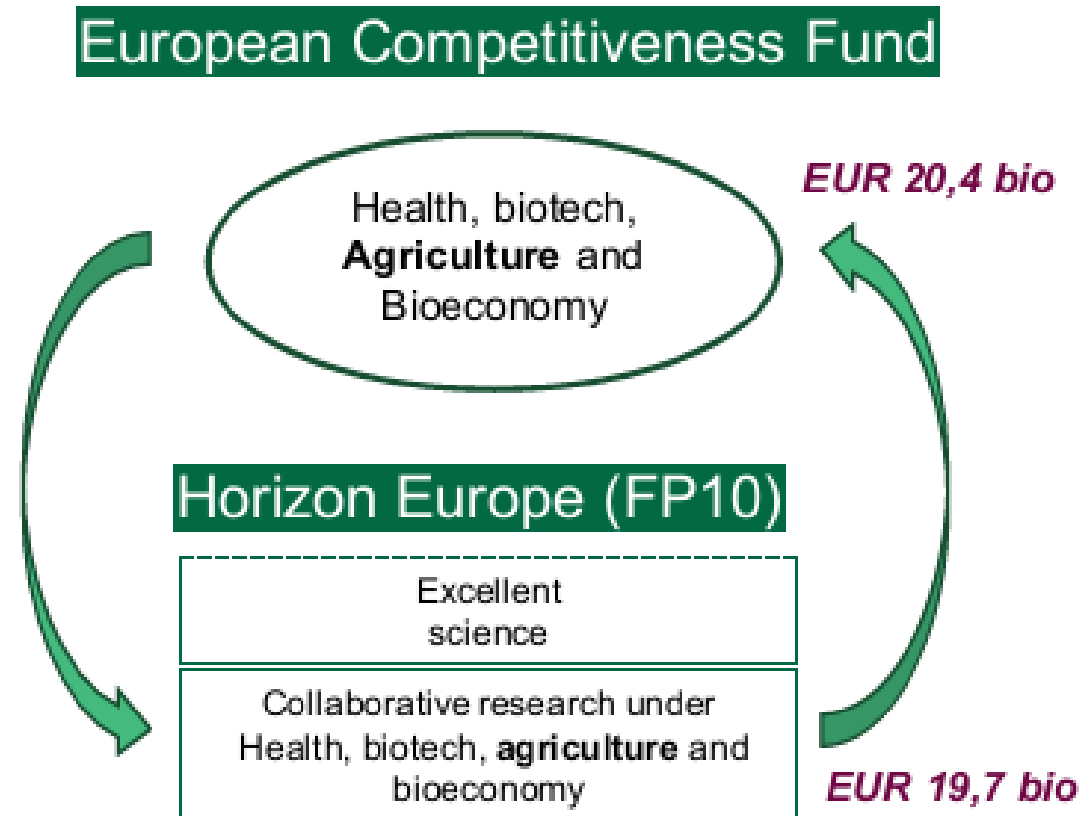 European Competitiveness Fund
EUR 20,4 bio
Health, biotech,
Agriculture and
Bioeconomy
Horizon Europe (FP10)
Excellent
science
Collaborative research under
Health, biotech, agriculture and
bioeconomy
EUR 19,7 bio